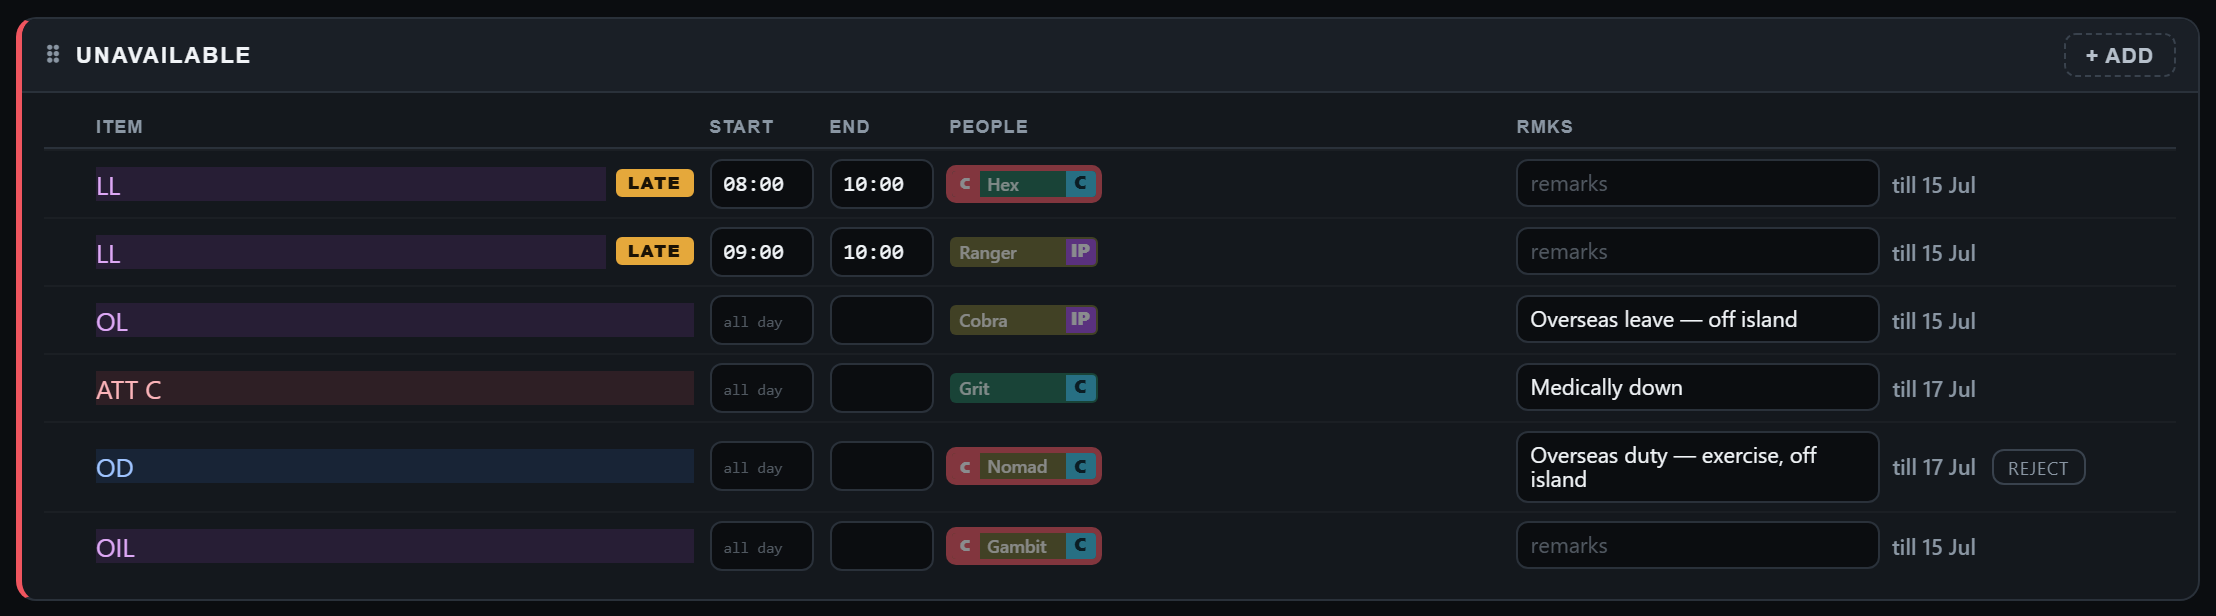 UNAVAILABLE
+ ADD
ITEM START END PEOPLE RMKS
LL LATE 08:00 10:00 C Hex C remarks till 15 Jul
LL LATE 09:00 10:00 Ranger IP remarks till 15 Jul
OL all day Cobra IP Overseas leave — off island till 15 Jul
ATT C all day Grit C Medically down till 17 Jul
OD all day C Nomad C Overseas duty — exercise, off
island till 17 Jul REJECT
OIL all day C Gambit C remarks till 15 Jul